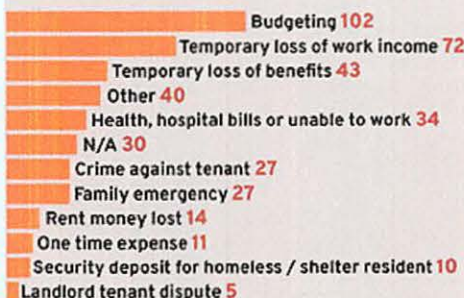 Budgeting 102
Temporary loss of work income 72
Temporary loss of benefits 43
Other 40
Health, hospital bills or unable to work 34
N/A 30
Crime against tenant 27
Family emergency 27
Rent money lost 14
One time expense 11
Security deposit for homeless / shelter resident 10
Landlord tenant dispute 5